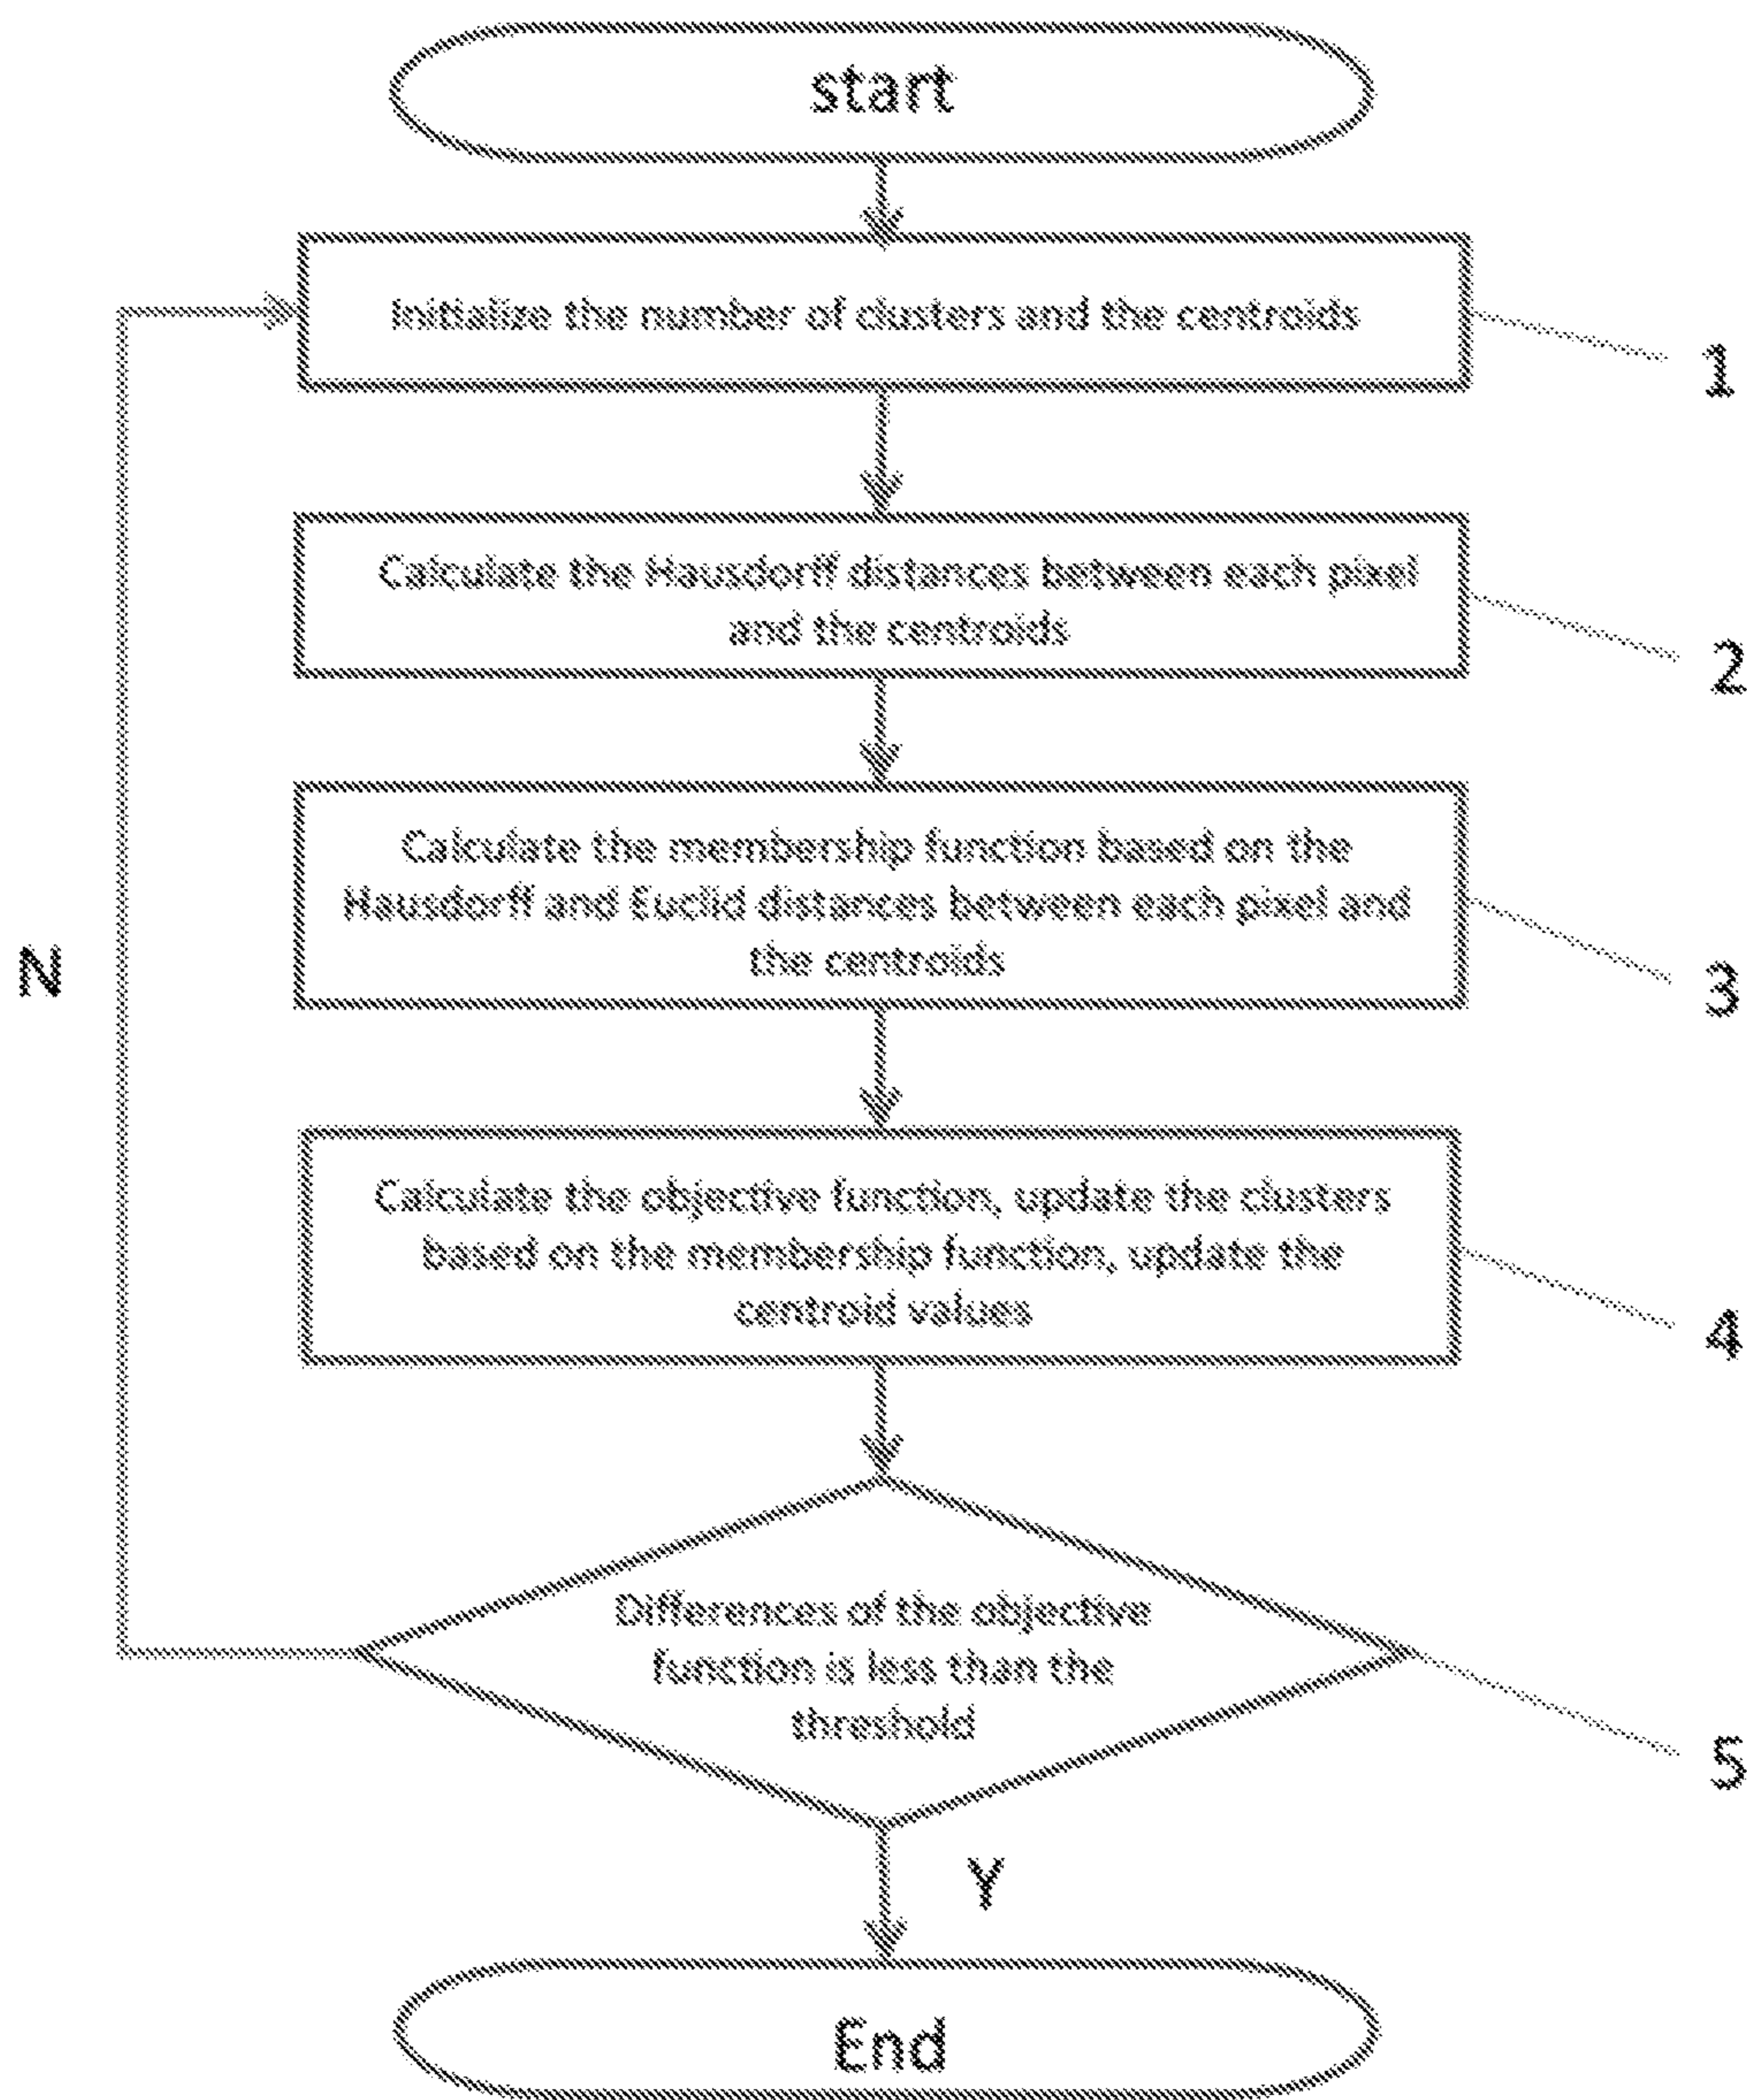 start
Initialize the number of clusters and the centroids
1
Calculate the Hausdorff distances between each pixel
and the centroids
2
Calculate the membership function based on the
Hausdorff and Euclid distances between each pixel and
the centroids
N
3
Calculate the objective function, update the clusters
based on the membership function, update the
centroid values
4
Differences of the objective
function is less than the
threshold
5
Y
End